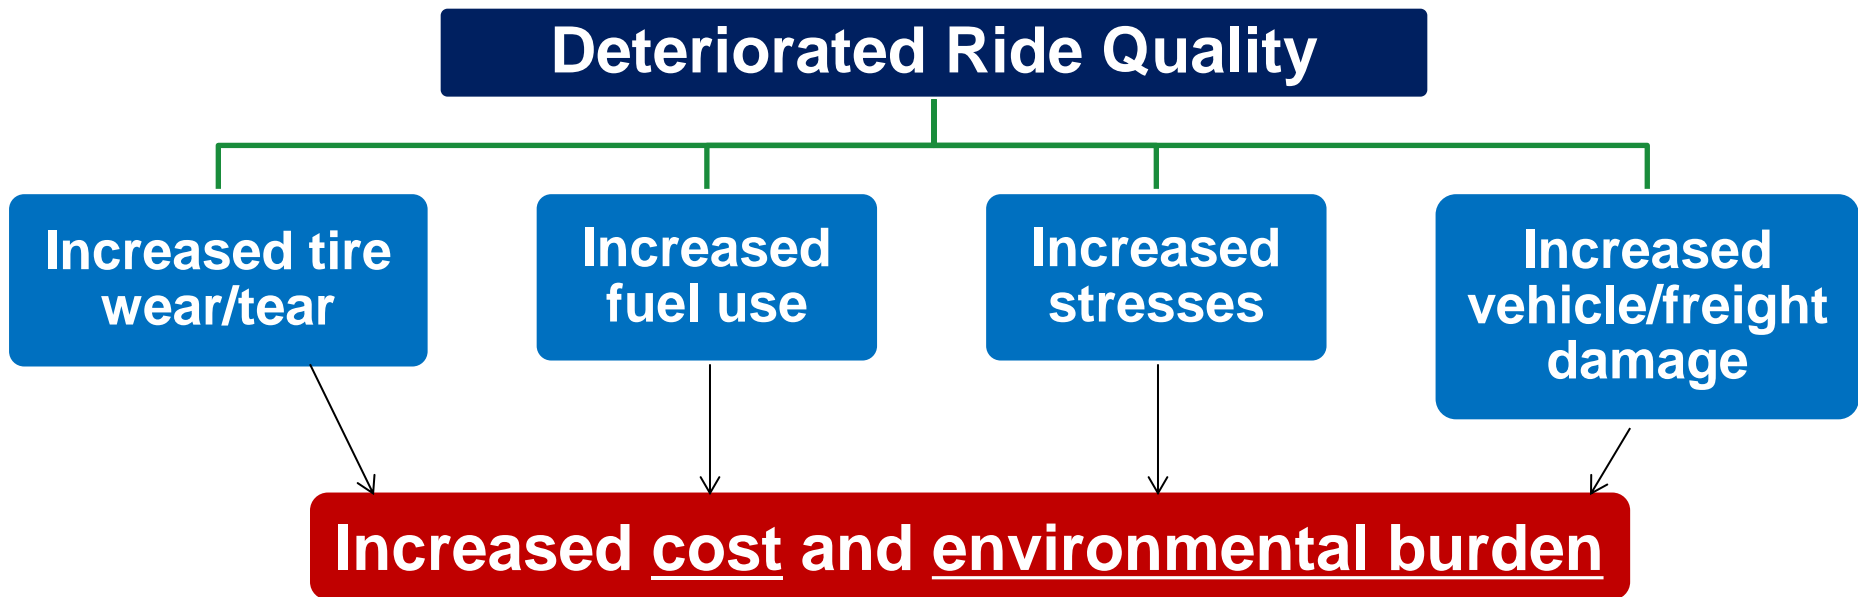 Deteriorated Ride Quality
Increased tire
wear/tear
Increased
fuel use
Increased
stresses
Increased
vehicle/freight
damage
Increased cost and environmental burden